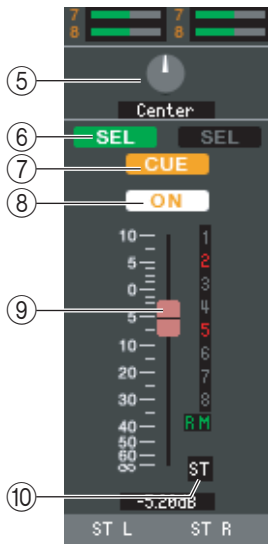 7 7
8 8
⑤
Center
⑥ SEL SEL
⑦ CUE
⑧ ON
10 1
5 2
0 3
⑨ 5 4
5
10 6
20 7
30 8
40 R M
50
60
∞ ST
⑩
-5.20dB
ST L ST R